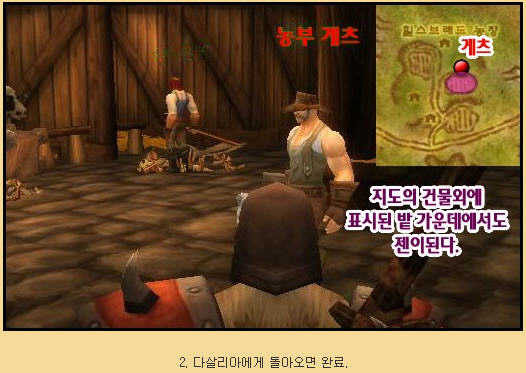 농부 게츠
힐스브래드 농장
게츠
지도의 건물외에
표시된 밭 가운데에서도
젠이된다.
2. 다살리아에게 돌아오면 완료.